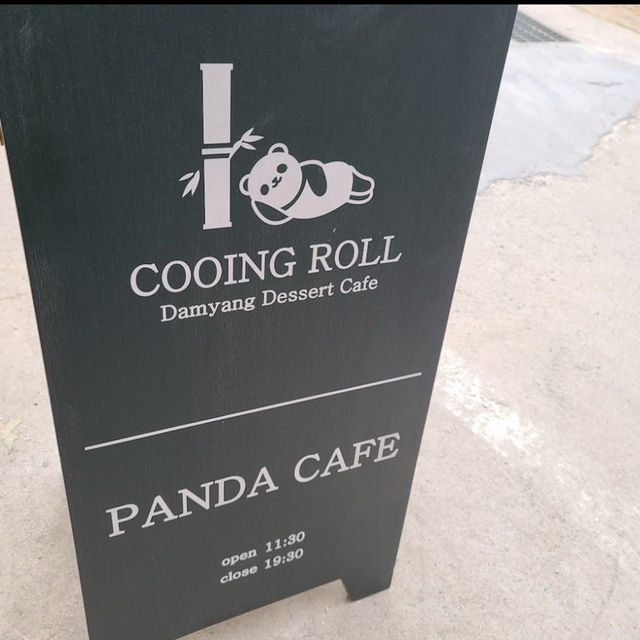 COOING ROLL
Damyang Dessert Cafe
PANDA CAFE
open 11:30
close 19:30